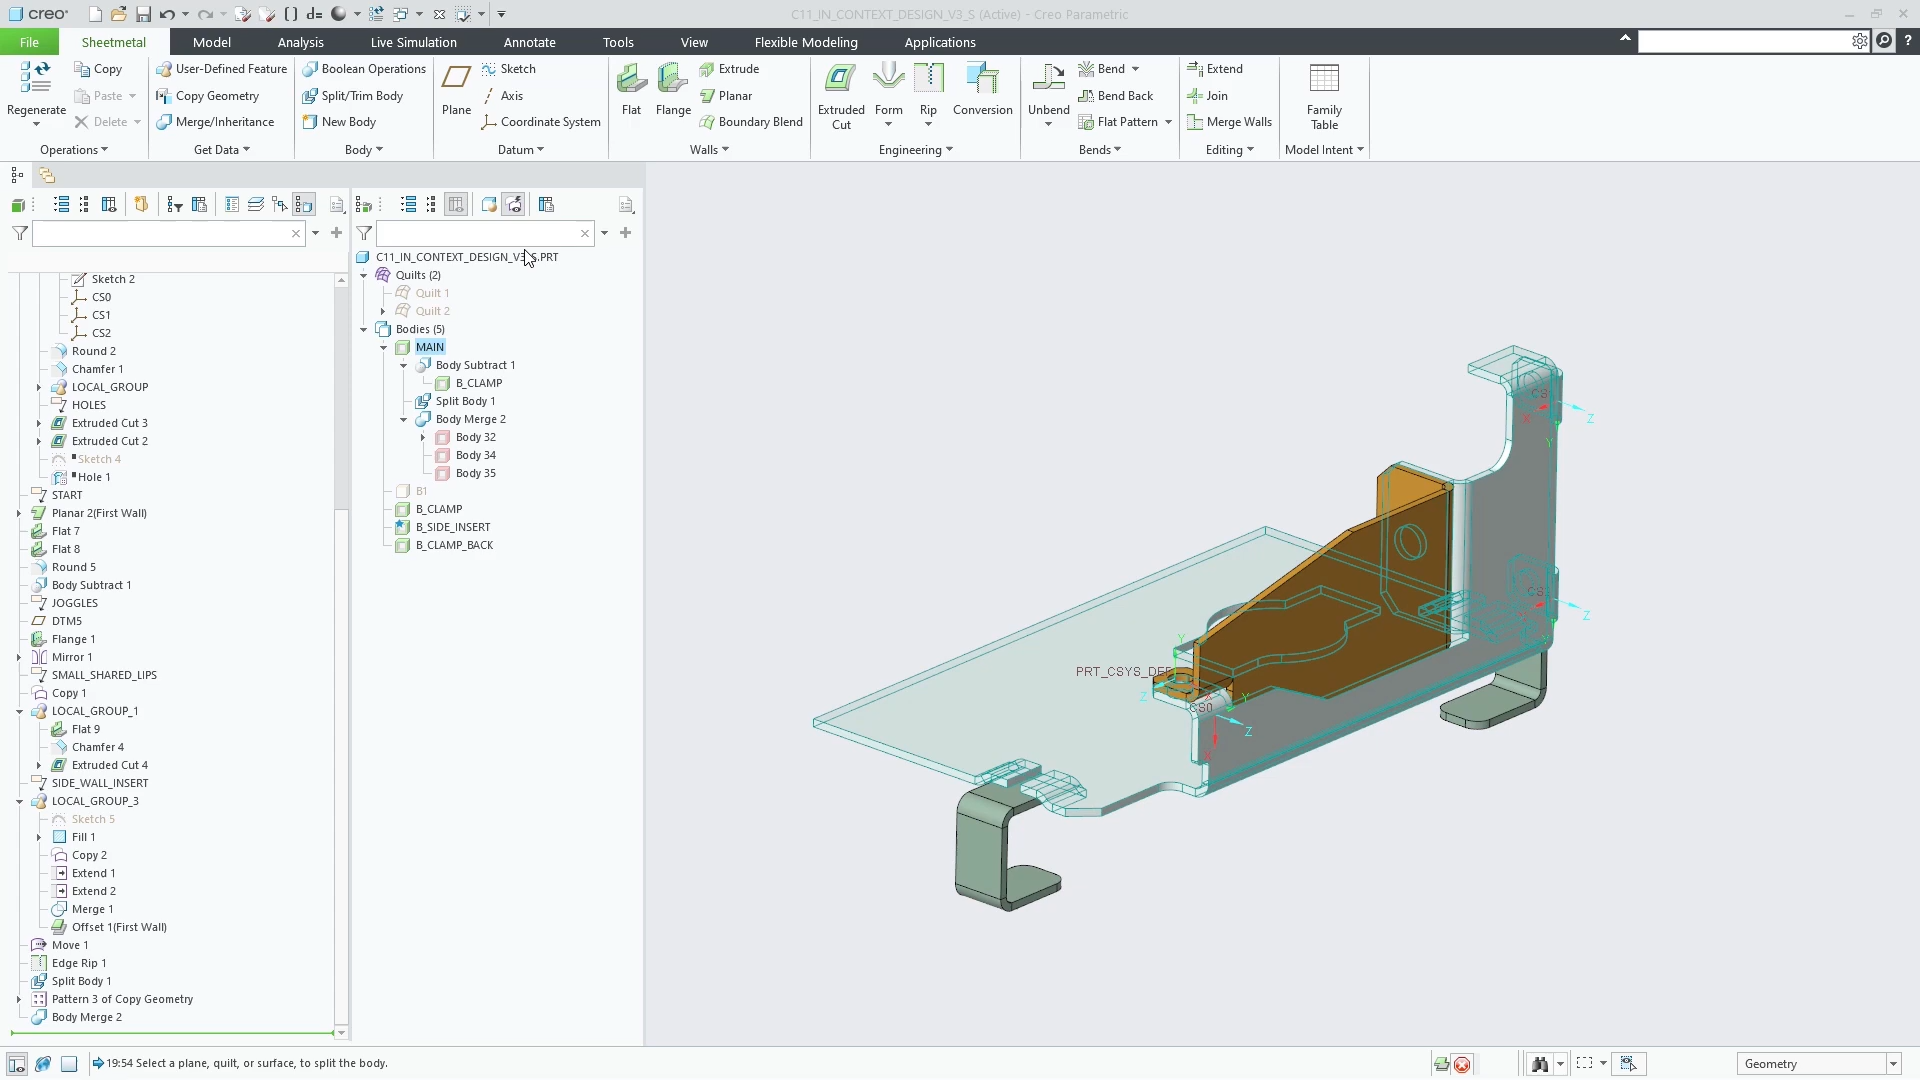 creo
d=
C11_IN_CONTEXT_DESIGN_V3_S (Active) - Creo Parametric
File
Sheetmetal
Model
Analysis
Live Simulation
Annotate
Tools
View
Flexible Modeling
Applications
Regenerate
Copy
Paste
Delete
Operations
User-Defined Feature
Copy Geometry
Merge/Inheritance
Get Data
Boolean Operations
Split/Trim Body
New Body
Body
Plane
Sketch
Axis
Coordinate System
Datum
Flat
Flange
Extrude
Planar
Boundary Blend
Walls
Extruded Cut
Form
Rip
Conversion
Engineering
Unbend
Bend
Bend Back
Flat Pattern
Bends
Extend
Join
Merge Walls
Editing
Family Table
Model Intent
Sketch 2
CS0
CS1
CS2
Round 2
Chamfer 1
LOCAL_GROUP
HOLES
Extruded Cut 3
Extruded Cut 2
Sketch 4
Hole 1
START
Planar 2(First Wall)
Flat 7
Flat 8
Round 5
Body Subtract 1
JOGGLES
DTM5
Flange 1
Mirror 1
SMALL_SHARED_LIPS
Copy 1
LOCAL_GROUP_1
Flat 9
Chamfer 4
Extruded Cut 4
SIDE_WALL_INSERT
LOCAL_GROUP_3
Sketch 5
Fill 1
Copy 2
Extend 1
Extend 2
Merge 1
Offset 1(First Wall)
Move 1
Edge Rip 1
Split Body 1
Pattern 3 of Copy Geometry
Body Merge 2
C11_IN_CONTEXT_DESIGN_V3_S.PRT
Quilts (2)
Quilt 1
Quilt 2
Bodies (5)
MAIN
Body Subtract 1
B_CLAMP
Split Body 1
Body Merge 2
Body 32
Body 34
Body 35
B1
B_CLAMP
B_SIDE_INSERT
B_CLAMP_BACK
CS
X
Z
Y
CS
Z
Y
PRT_CSYS_DEF
Z
Y
CS0
Z
X
19:54 Select a plane, quilt, or surface, to split the body.
Geometry